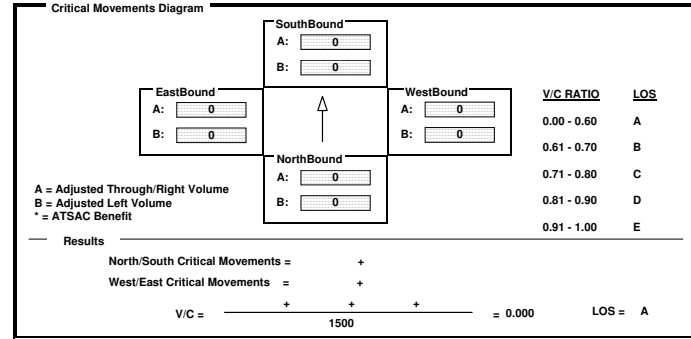 Critical Movements Diagram
SouthBound
A: 0
B: 0
EastBound
A: 0
B: 0
WestBound
A: 0
B: 0
NorthBound
A: 0
B: 0
V/C RATIO LOS
0.00 - 0.60 A
0.61 - 0.70 B
0.71 - 0.80 C
0.81 - 0.90 D
0.91 - 1.00 E
A = Adjusted Through/Right Volume
B = Adjusted Left Volume
* = ATSAC Benefit
Results
North/South Critical Movements = +
West/East Critical Movements = +
V/C = + + + = 0.000 LOS = A
1500